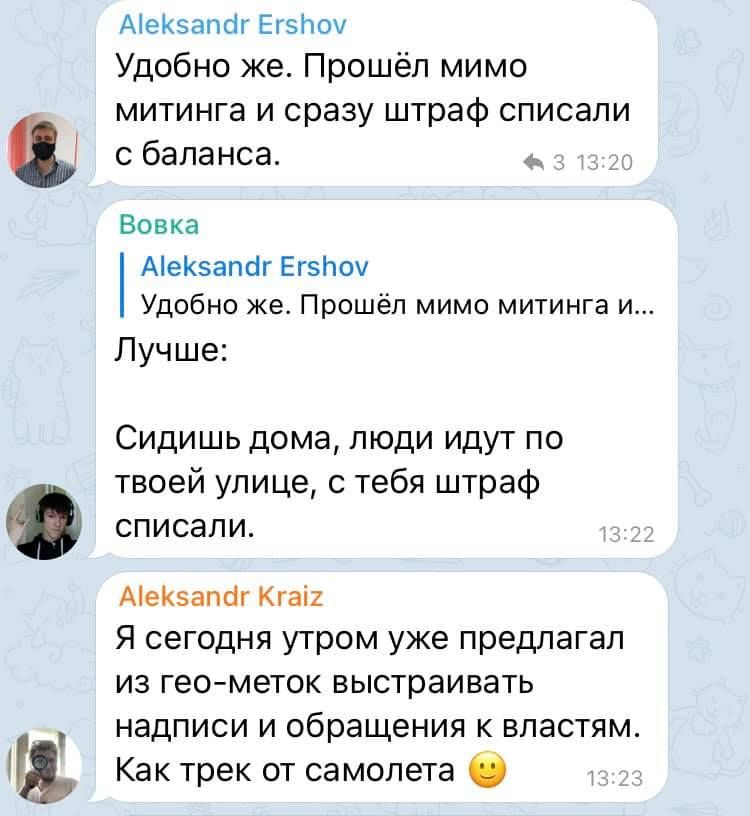 Aleksandr Ershov
Удобно же. Прошёл мимо
митинга и сразу штраф списали
с баланса.
3 13:20
Вовка
Aleksandr Ershov
Удобно же. Прошёл мимо митинга и...
Лучше:
Сидишь дома, люди идут по
твоей улице, с тебя штраф
списали.
13:22
Aleksandr Kraiz
Я сегодня утром уже предлагал
из гео-меток выстраивать
надписи и обращения к властям.
Как трек от самолета 🙂
13:23